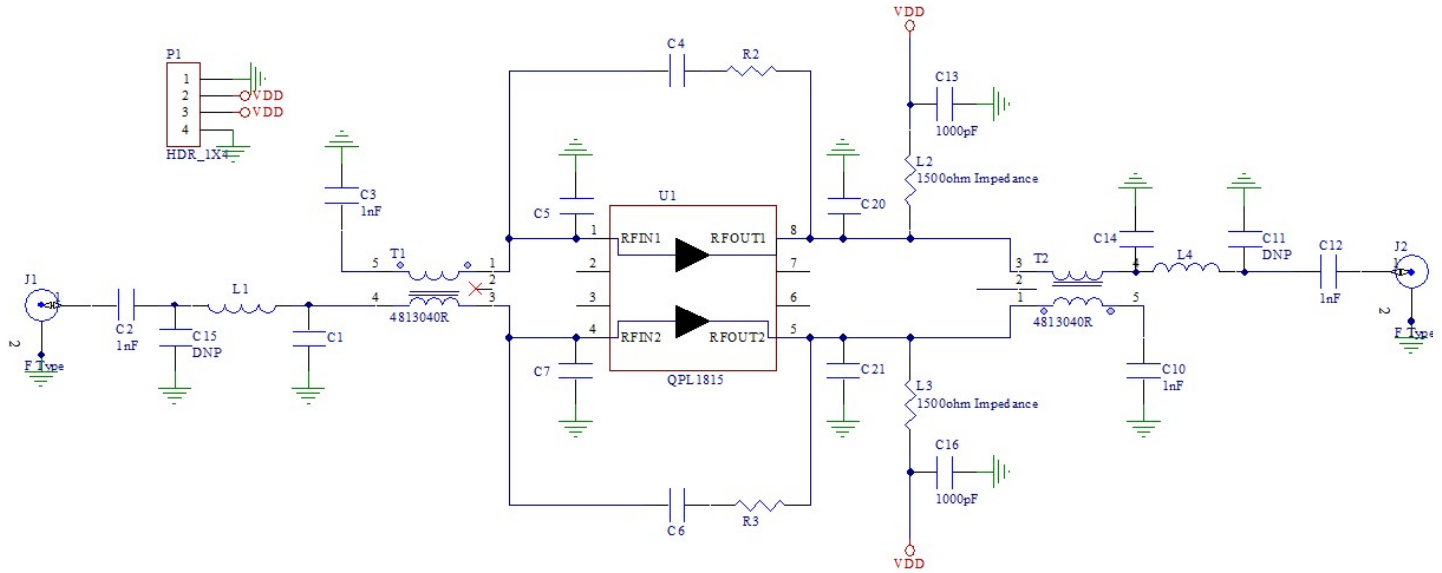 VDD
P1
1
2 VDD
3 VDD
4
HDR_1X4
C4
R2
C13
1000pF
C3
1nF
C5
U1
C20
L2
1500ohm Impedance
1
RFIN1
RFOUT1
8
2
7
3
6
4
RFIN2
RFOUT2
5
QPL1815
T1
5
1
2
4
3
4813040R
J1
1
2
F Type
C2
1nF
C15
DNP
L1
C1
C7
C21
L3
1500ohm Impedance
C16
1000pF
C6
R3
VDD
T2
3
4
2
1
5
4813040R
C14
L4
C11
DNP
C12
1nF
J2
1
2
F Type
C10
1nF